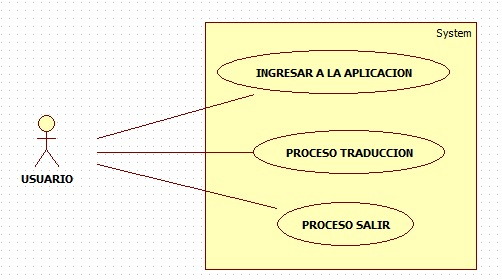 System
INGRESAR A LA APLICACION
PROCESO TRADUCCION
USUARIO
PROCESO SALIR